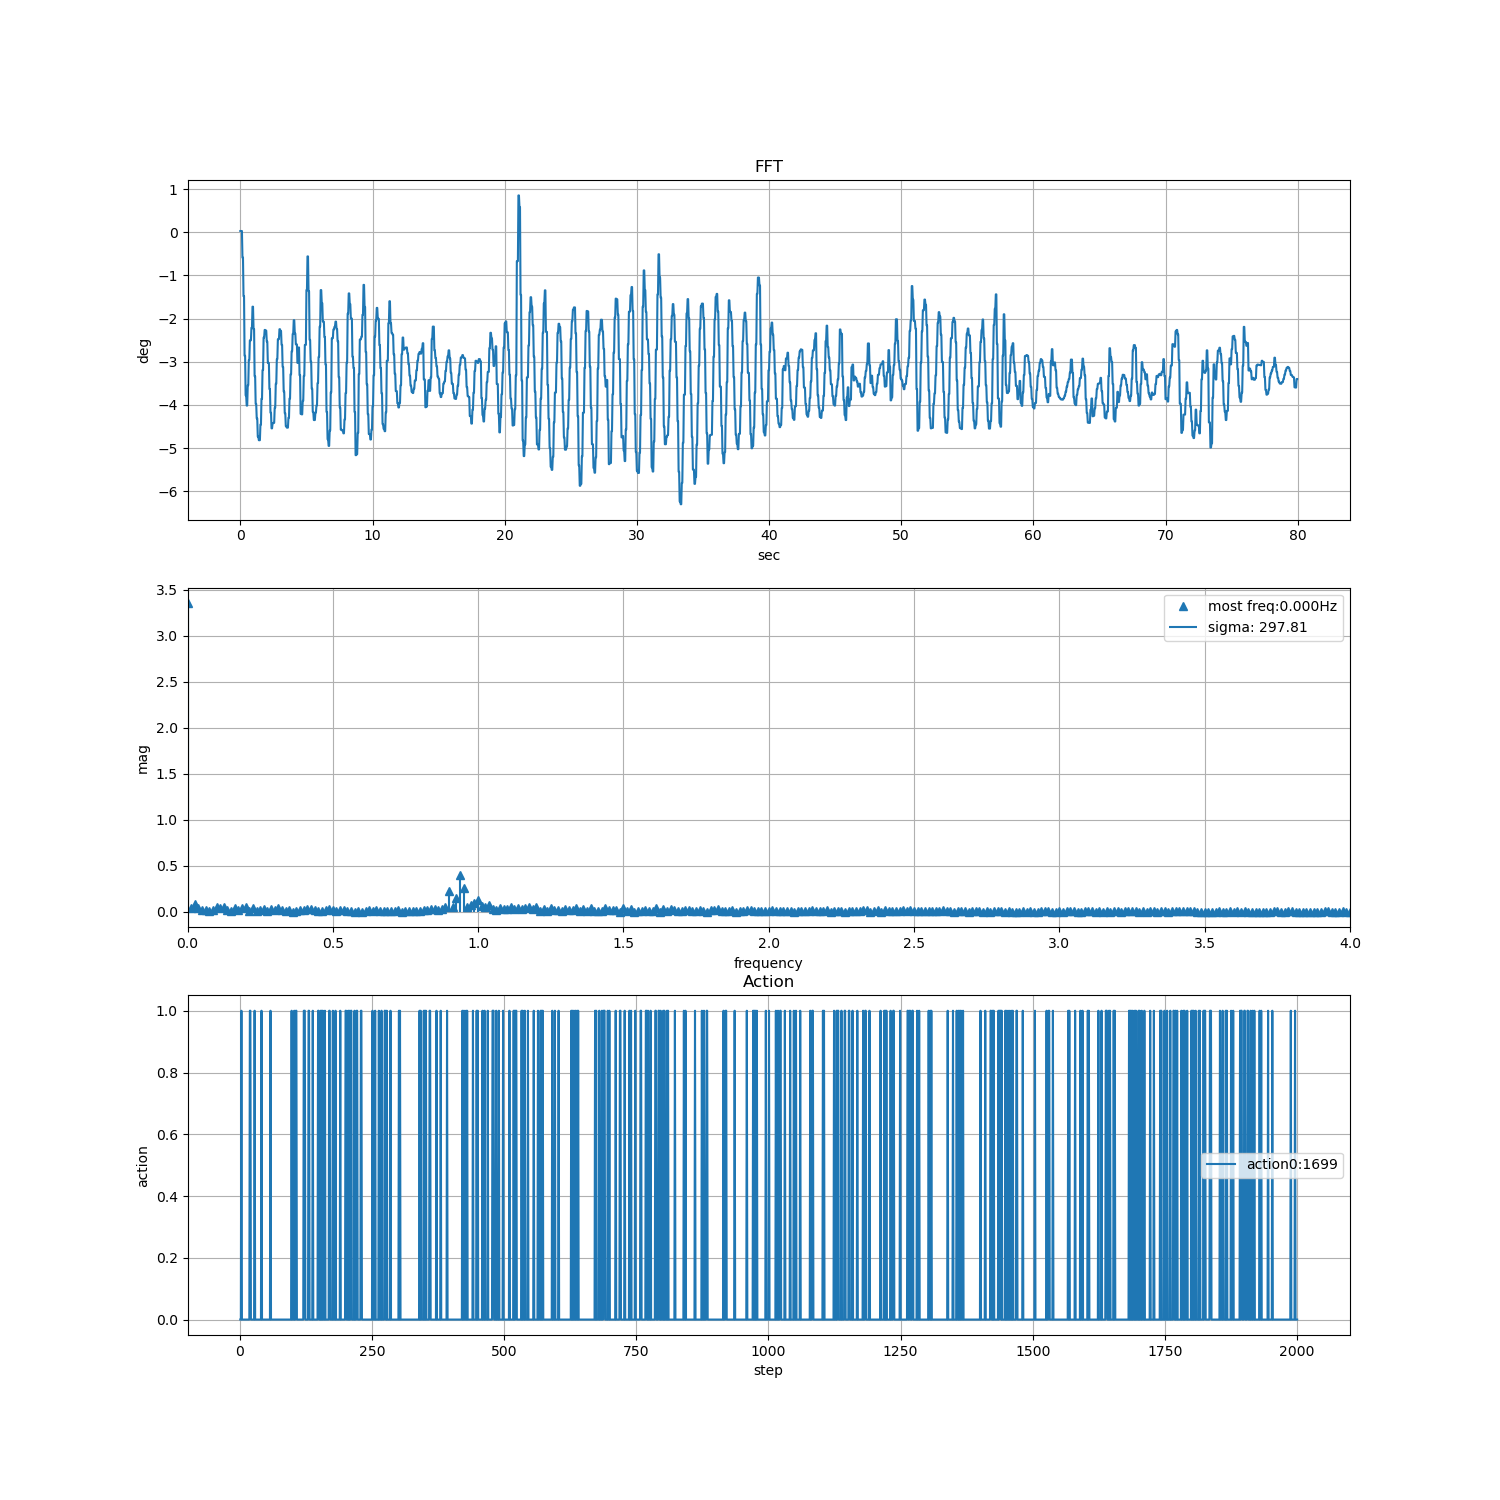 FFT
1
0
−1
−2
−3
−4
−5
−6
deg
0 10 20 30 40 50 60 70 80
sec
3.5
3.0
2.5
2.0
1.5
1.0
0.5
0.0
mag
most freq:0.000Hz
sigma: 297.81
0.0 0.5 1.0 1.5 2.0 2.5 3.0 3.5 4.0
frequency
Action
1.0
0.8
0.6
0.4
0.2
0.0
action
action0:1699
0 250 500 750 1000 1250 1500 1750 2000
step